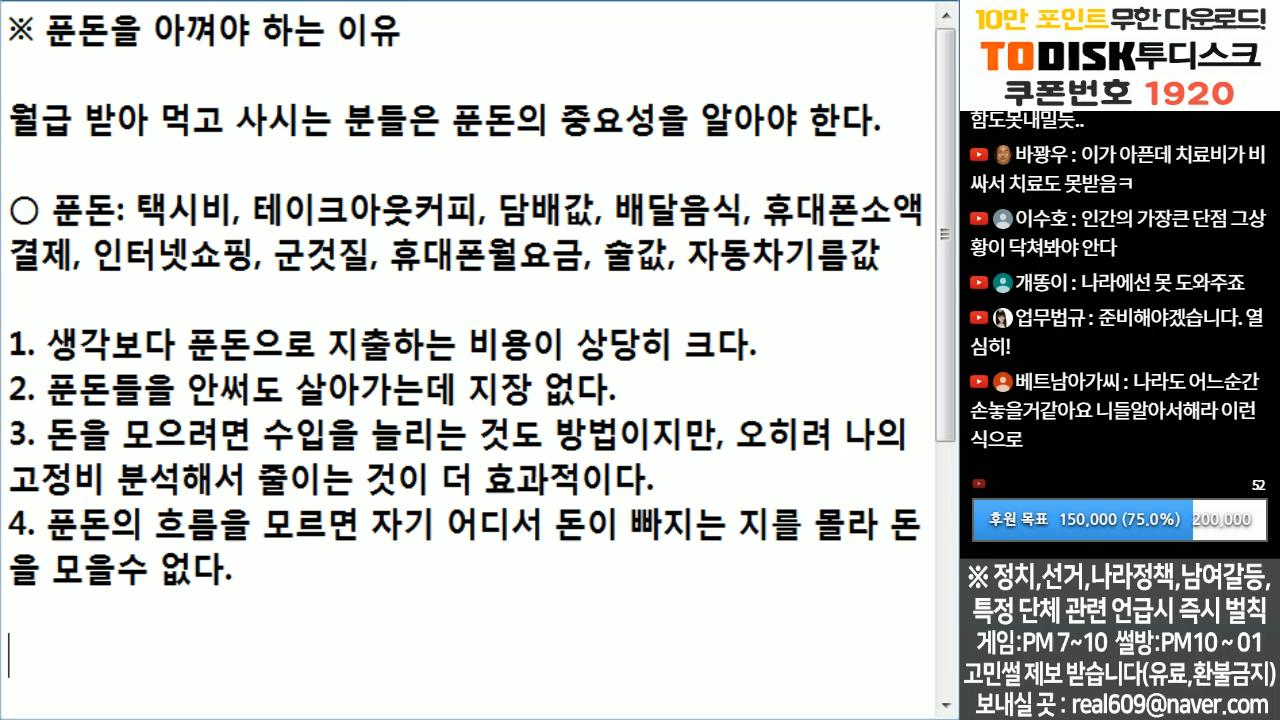 ※ 푼돈을 아껴야 하는 이유
월급 받아 먹고 사시는 분들은 푼돈의 중요성을 알아야 한다.
○ 푼돈: 택시비, 테이크아웃커피, 담배값, 배달음식, 휴대폰소액
결제, 인터넷쇼핑, 군것질, 휴대폰월요금, 술값, 자동차기름값
1. 생각보다 푼돈으로 지출하는 비용이 상당히 크다.
2. 푼돈들을 안써도 살아가는데 지장 없다.
3. 돈을 모으려면 수입을 늘리는 것도 방법이지만, 오히려 나의
고정비 분석해서 줄이는 것이 더 효과적이다.
4. 푼돈의 흐름을 모르면 자기 어디서 돈이 빠지는 지를 몰라 돈
을 모을수 없다.
10만 포인트 무한 다운로드!
TODISK투디스크
쿠폰번호 1920
함도못내밀듯..
바꽝우 : 이가 아픈데 치료비가 비
싸서 치료도 못받음ㅋ
이수호 : 인간의 가장큰 단점 그상
황이 닥쳐봐야 안다
개똥이 : 나라에선 못 도와주죠
업무법규 : 준비해야겠습니다. 열
심히!
베트남아가씨 : 나라도 어느순간
손놓을거같아요 니들알아서해라 이런
식으로
52
후원 목표 150,000 (75.0%) 200,000
※ 정치,선거,나라정책,남여갈등,
특정 단체 관련 언급시 즉시 벌칙
게임:PM 7~10 썰방:PM10 ~ 01
고민썰 제보 받습니다(유료,환불금지)
보내실 곳 : real609@naver.com